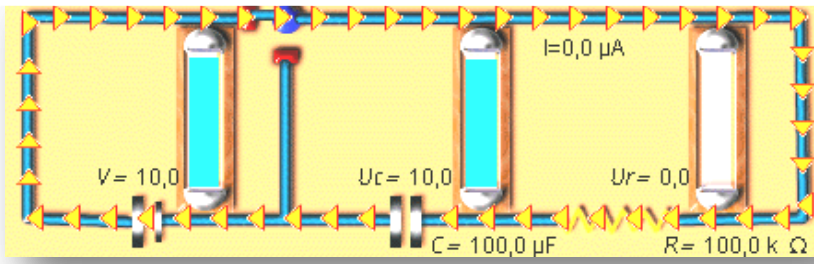 I=0,0 µA
V= 10,0
Uc= 10,0
Ur= 0,0
C= 100,0 µF
R= 100,0 k Ω